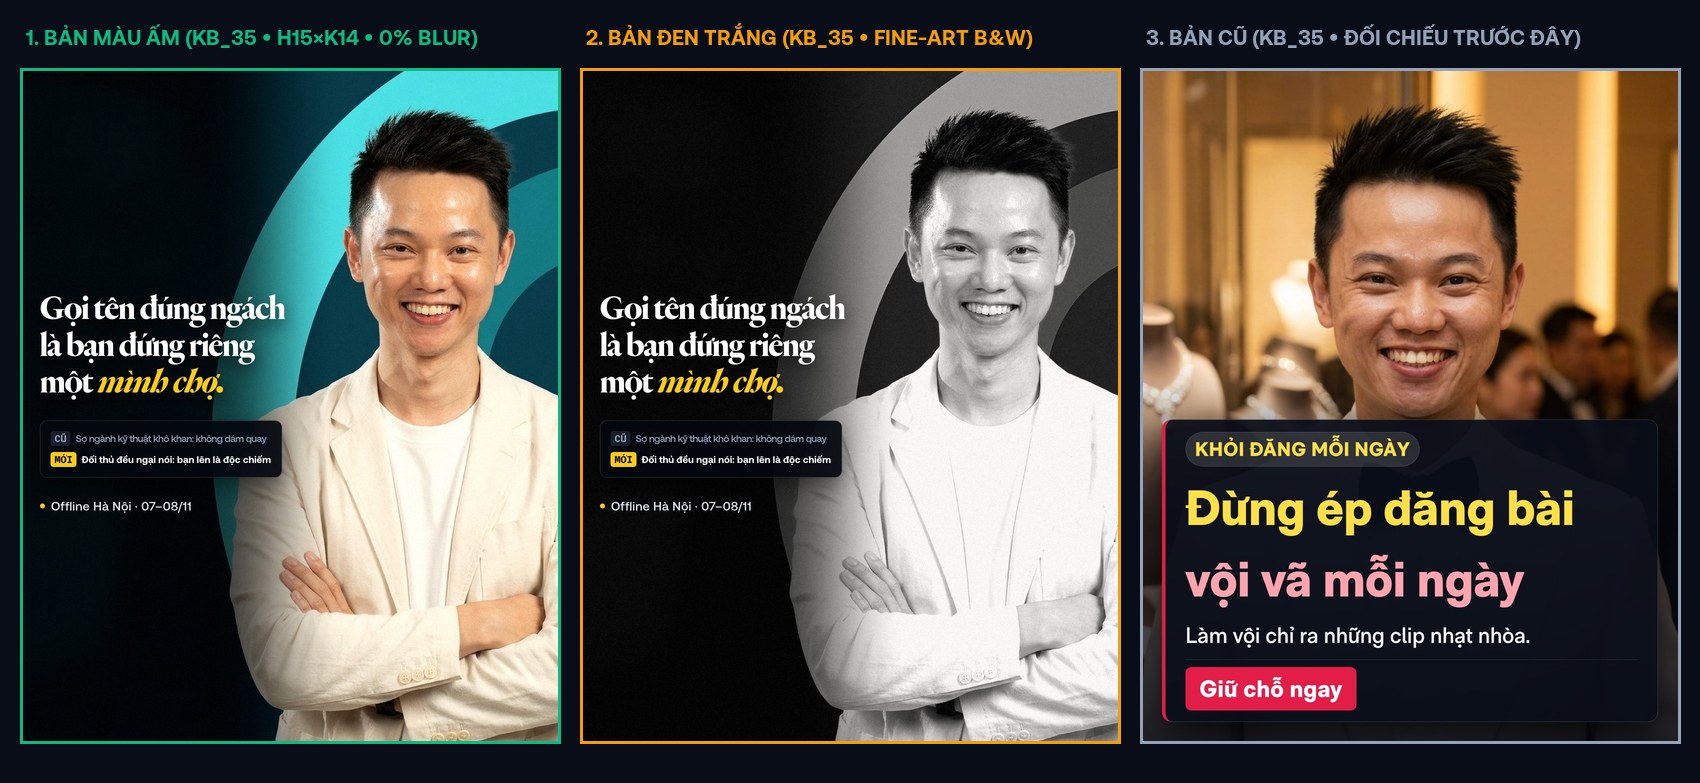 1. BẢN MÀU ẤM (KB_35 • H15×K14 • 0% BLUR)
Gọi tên đúng ngách
là bạn đứng riêng
một mình chợ.
CŨ Sợ ngành kỹ thuật khô khan: không dám quay
MỚI Đối thủ đều ngại nói: bạn lên là độc chiếm
Offline Hà Nội · 07–08/11
2. BẢN ĐEN TRẮNG (KB_35 • FINE-ART B&W)
Gọi tên đúng ngách
là bạn đứng riêng
một mình chợ.
CŨ Sợ ngành kỹ thuật khô khan: không dám quay
MỚI Đối thủ đều ngại nói: bạn lên là độc chiếm
Offline Hà Nội · 07–08/11
3. BẢN CŨ (KB_35 • ĐỐI CHIẾU TRƯỚC ĐÂY)
KHỎI ĐĂNG MỖI NGÀY
Đừng ép đăng bài
vội vã mỗi ngày
Làm vội chỉ ra những clip nhạt nhòa.
Giữ chỗ ngay